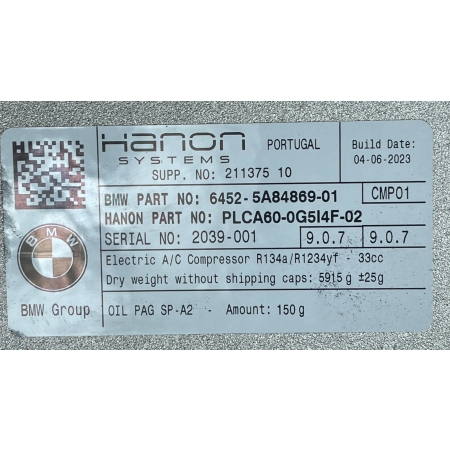 Hanon
SYSTEMS
PORTUGAL
SUPP. NO: 211375 10
Build Date:
04-06-2023
BMW PART NO: 6452-5A84869-01
CMP01
HANON PART NO: PLCA60-0G5I4F-02
SERIAL NO: 2039-001
9.0.7
9.0.7
BMW
Electric A/C Compressor R134a/R1234yf - 33cc
Dry weight without shipping caps: 5915g ±25g
BMW Group
OIL PAG SP-A2 - Amount: 150g